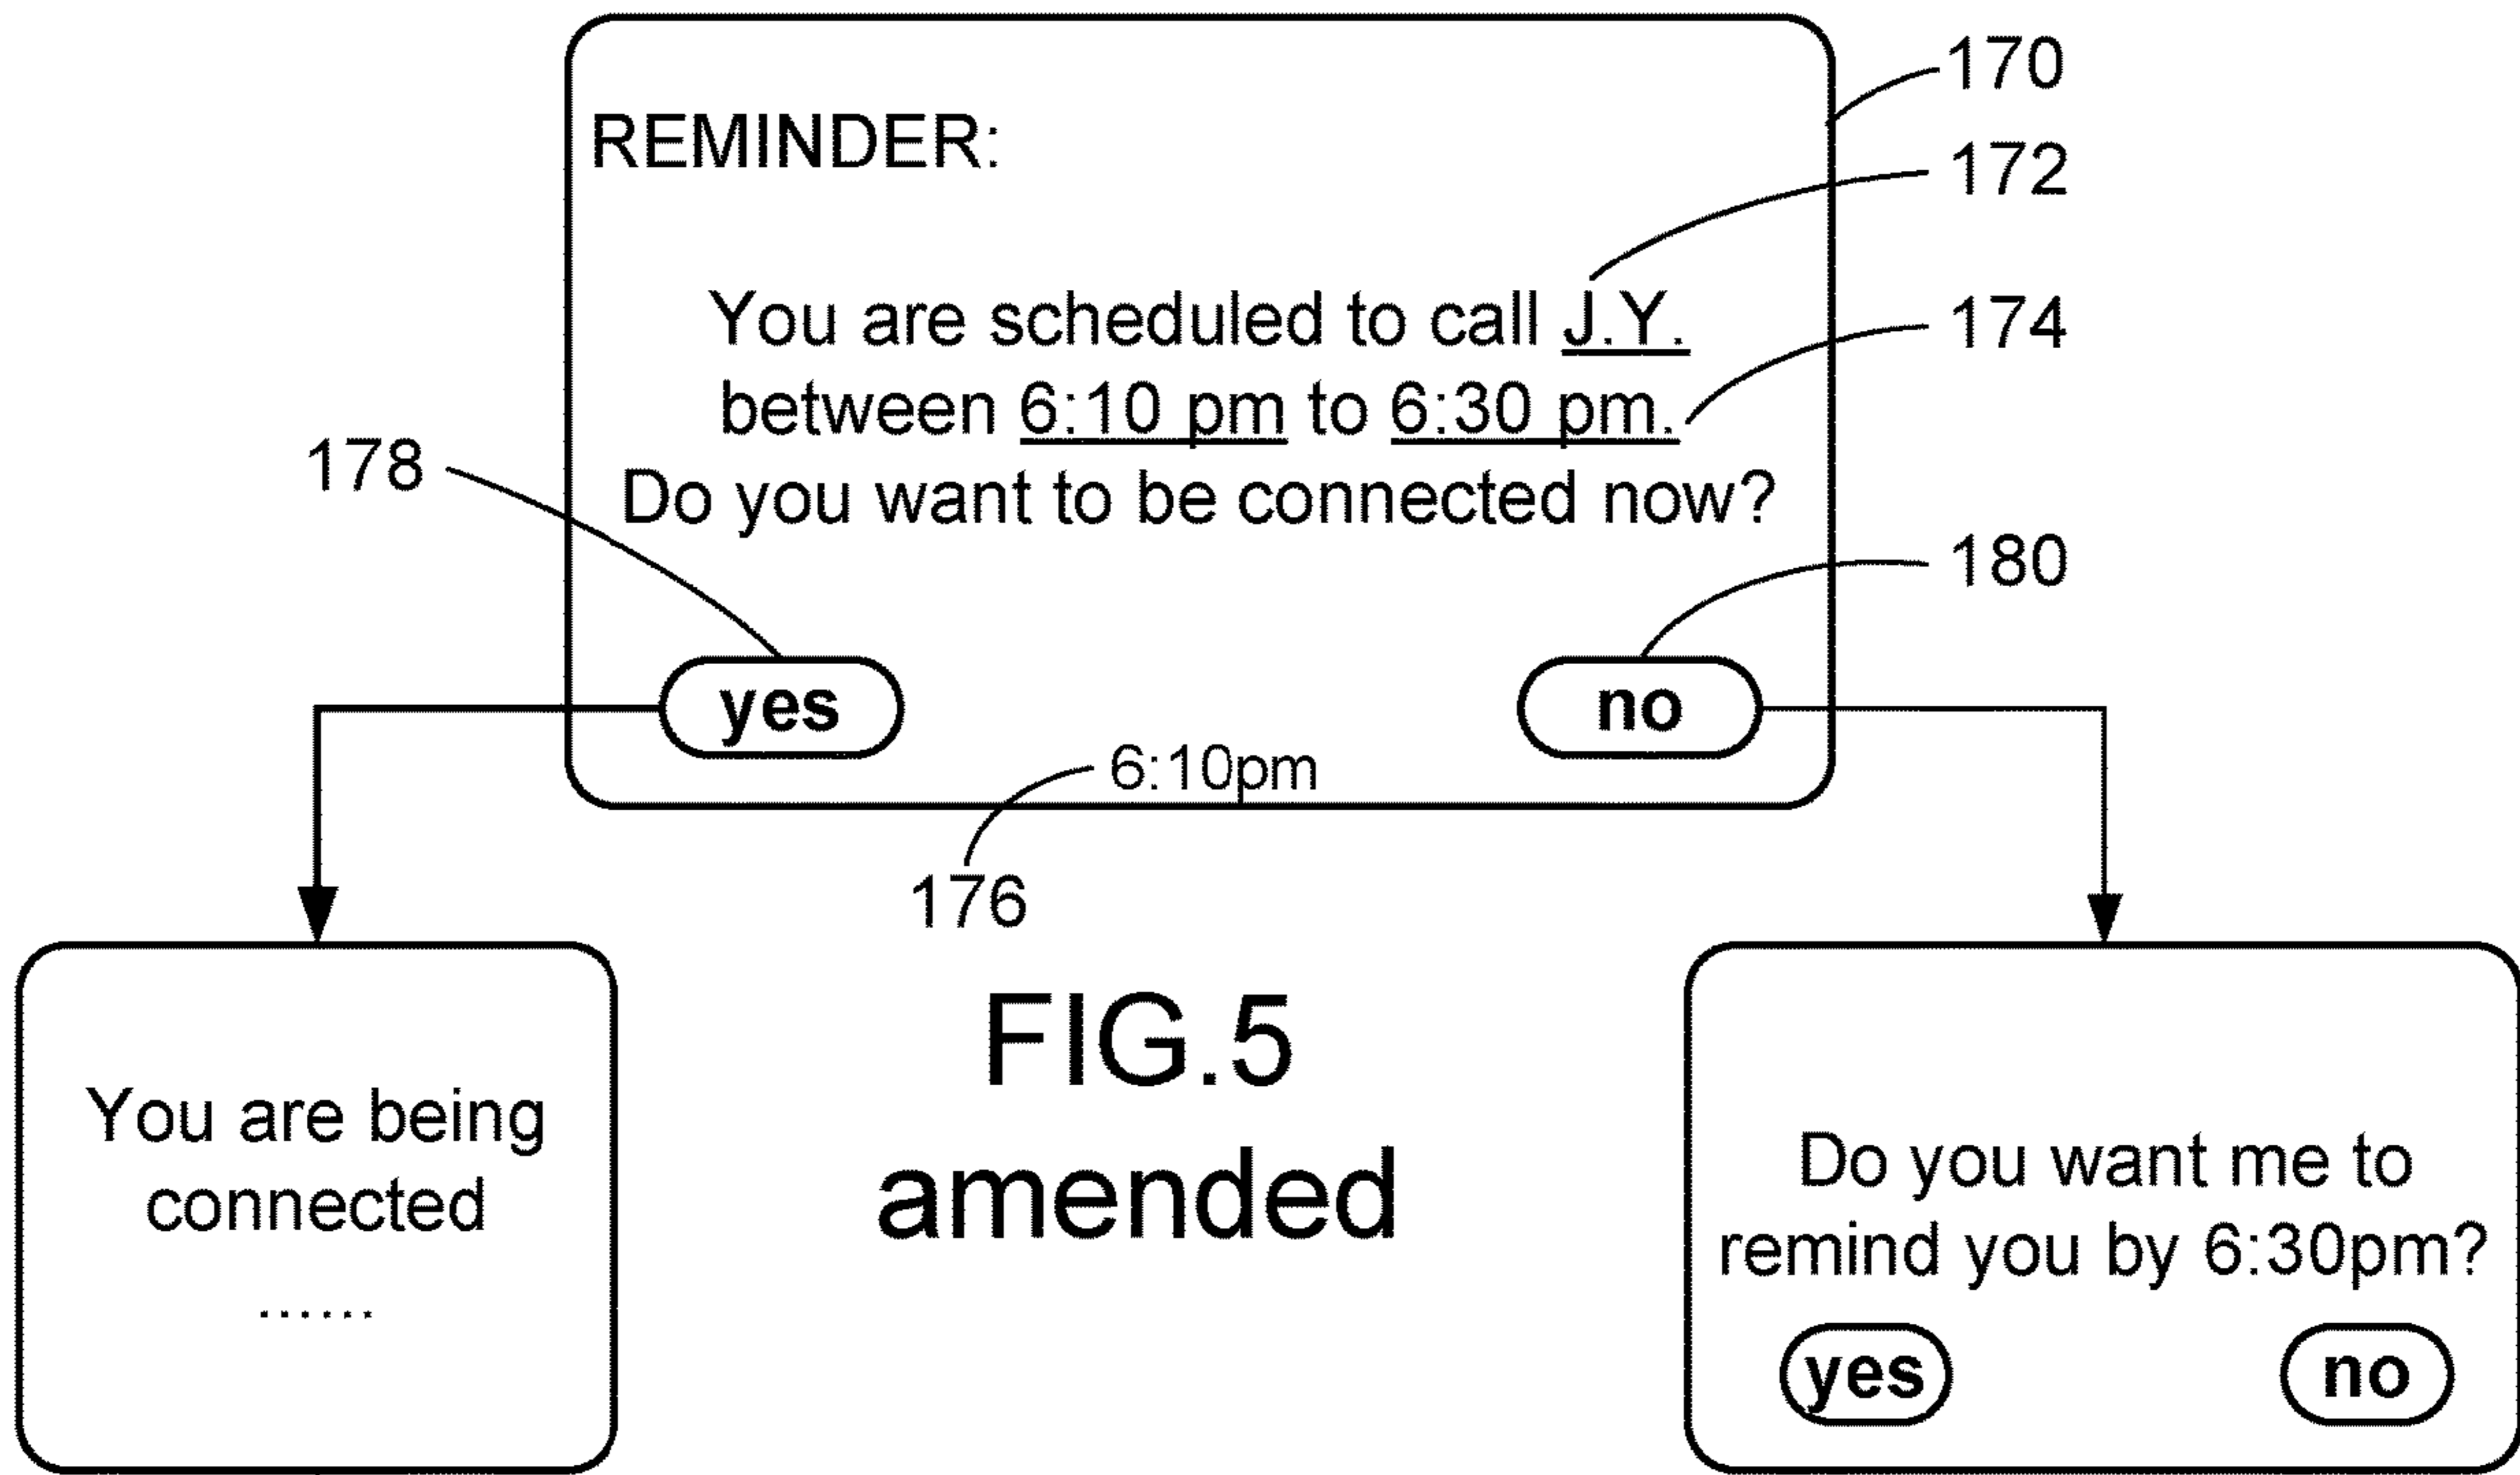 170
REMINDER:
172
You are scheduled to call J.Y.
174
between 6:10 pm to 6:30 pm.
178
Do you want to be connected now?
180
yes
no
6:10pm
176
FIG.5
amended
You are being
connected
......
Do you want me to
remind you by 6:30pm?
yes
no